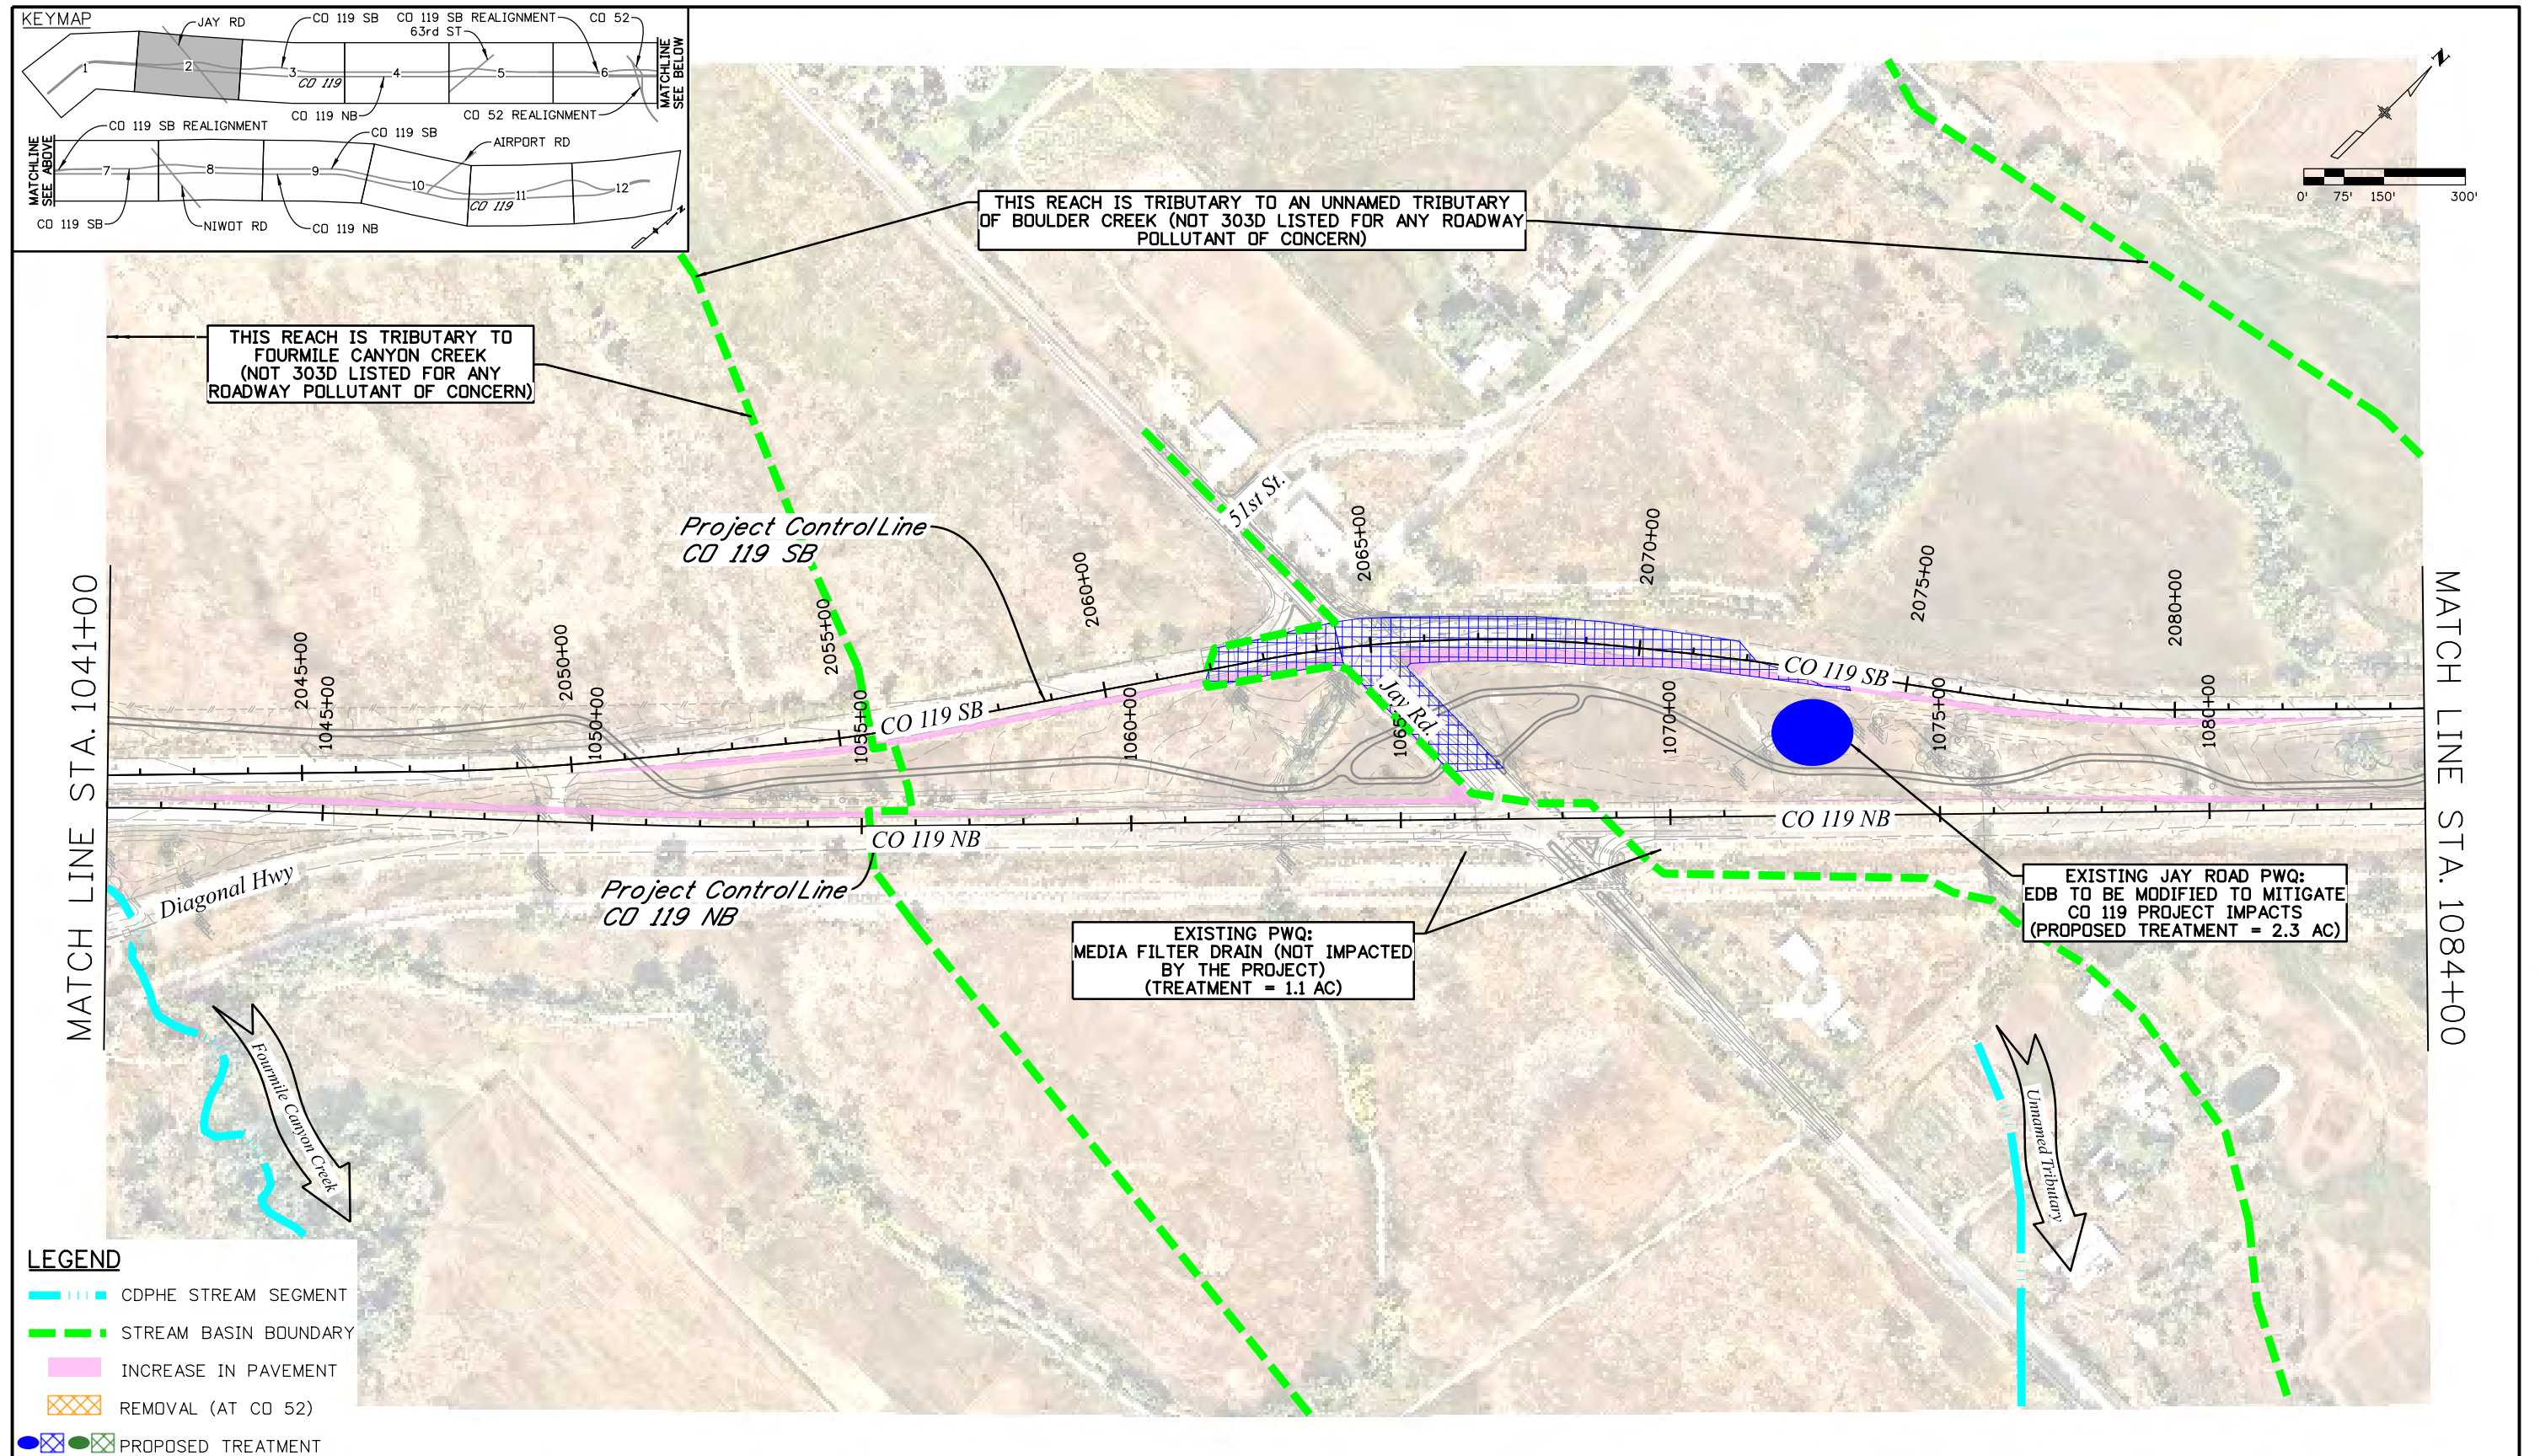 KEYMAP
JAY RD
CO 119 SB
CO 119 SB REALIGNMENT
CO 52
63rd ST
1
2
3
4
5
6
CO 119
MATCHLINE
SEE BELOW
CO 119 NB
CO 52 REALIGNMENT
CO 119 SB REALIGNMENT
CO 119 SB
AIRPORT RD
MATCHLINE
SEE ABOVE
7
8
9
10
11
12
CO 119
CO 119 SB
NIWOT RD
CO 119 NB
N
N
0'
75'
150'
300'
THIS REACH IS TRIBUTARY TO AN UNNAMED TRIBUTARY
OF BOULDER CREEK (NOT 303D LISTED FOR ANY ROADWAY
POLLUTANT OF CONCERN)
THIS REACH IS TRIBUTARY TO
FOURMILE CANYON CREEK
(NOT 303D LISTED FOR ANY
ROADWAY POLLUTANT OF CONCERN)
51st St.
Project Control Line
CO 119 SB
MATCH LINE STA. 1041+00
MATCH LINE STA. 1084+00
2045+00
2050+00
2055+00
2060+00
2065+00
2070+00
2075+00
2080+00
CO 119 SB
CO 119 SB
Jay Rd.
1045+00
1050+00
1055+00
1060+00
1065+00
1070+00
1075+00
1080+00
CO 119 NB
CO 119 NB
Diagonal Hwy
Project Control Line
CO 119 NB
EXISTING PWQ:
MEDIA FILTER DRAIN (NOT IMPACTED
BY THE PROJECT)
(TREATMENT = 1.1 AC)
EXISTING JAY ROAD PWQ:
EDB TO BE MODIFIED TO MITIGATE
CO 119 PROJECT IMPACTS
(PROPOSED TREATMENT = 2.3 AC)
Fourmile Canyon Creek
Unnamed Tributary
LEGEND
CDPHE STREAM SEGMENT
STREAM BASIN BOUNDARY
INCREASE IN PAVEMENT
REMOVAL (AT CO 52)
PROPOSED TREATMENT